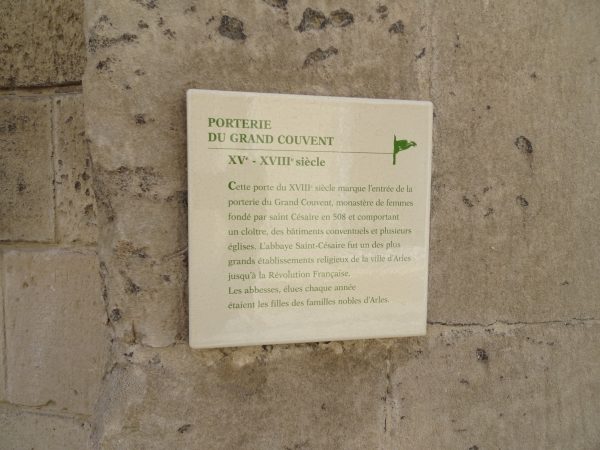 PORTERIE
DU GRAND COUVENT
XVᵉ - XVIIIᵉ siècle
Cette porte du XVIIIᵉ siècle marque l'entrée de la
porterie du Grand Couvent, monastère de femmes
fondé par saint Césaire en 508 et comportant
un cloître, des bâtiments conventuels et plusieurs
églises. L'abbaye Saint-Césaire fut un des plus
grands établissements religieux de la ville d'Arles
jusqu'à la Révolution Française.
Les abbesses, élues chaque année
étaient les filles des familles nobles d'Arles.